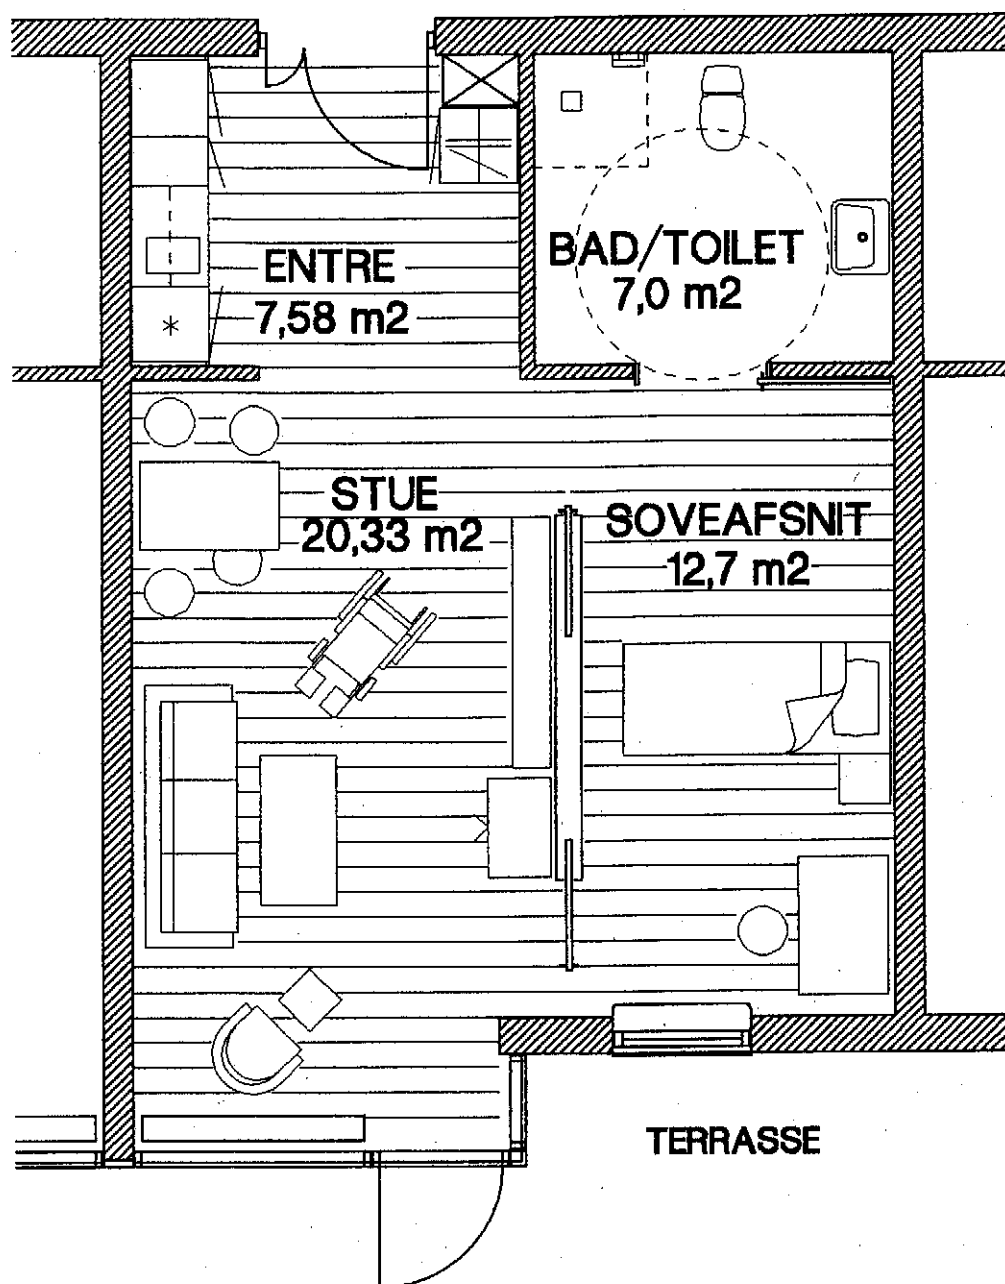 ENTRE
7,58 m2
BAD/TOILET
7,0 m2
STUE
20,33 m2
SOVEAFSNIT
12,7 m2
TERRASSE